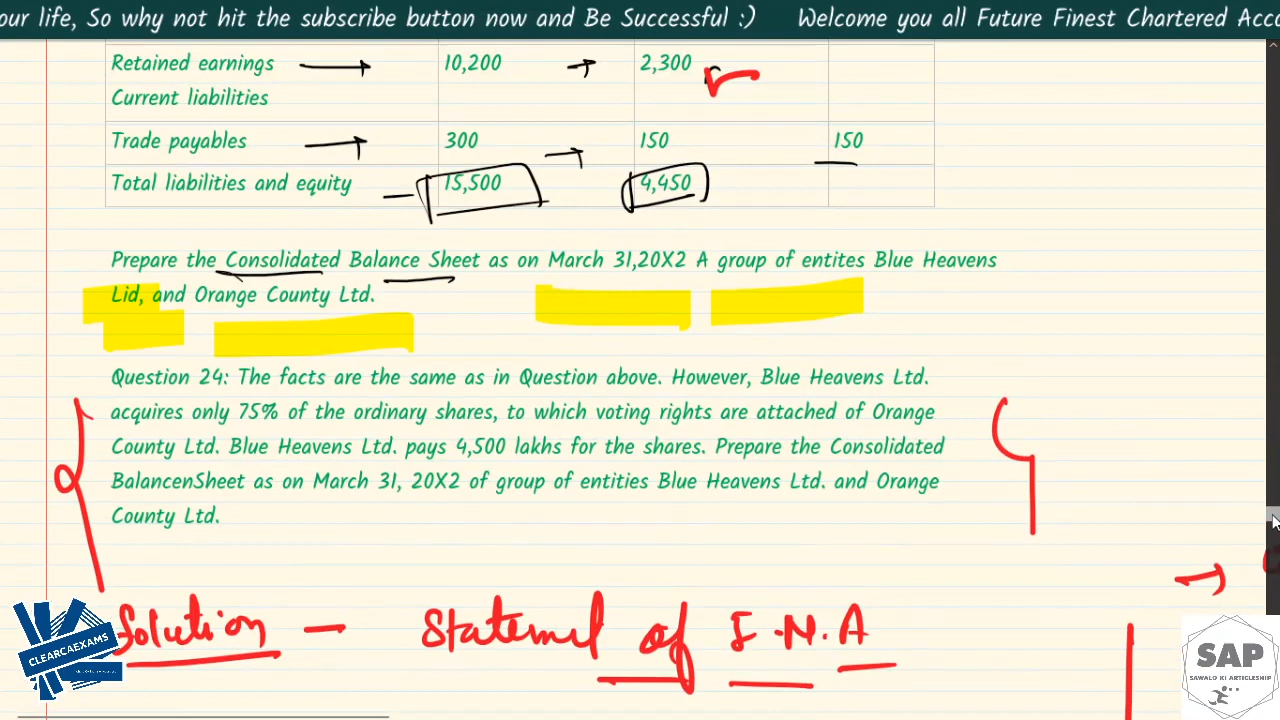 our life, So why not hit the subscribe button now and Be Successful :) Welcome you all Future Finest Chartered Acco
Retained earnings 10,200 2,300
Current liabilities
Trade payables 300 150 150
Total liabilities and equity 15,500 4,450
Prepare the Consolidated Balance Sheet as on March 31,20X2 A group of entites Blue Heavens
Lid, and Orange County Ltd.
Question 24: The facts are the same as in Question above. However, Blue Heavens Ltd.
acquires only 75% of the ordinary shares, to which voting rights are attached of Orange
County Ltd. Blue Heavens Ltd. pays 4,500 lakhs for the shares. Prepare the Consolidated
BalancenSheet as on March 31, 20X2 of group of entities Blue Heavens Ltd. and Orange
County Ltd.
Solution - Statement of I.N.A
CLEARCAEXAMS
SAP
SAWALO KI ARTICLESHIP